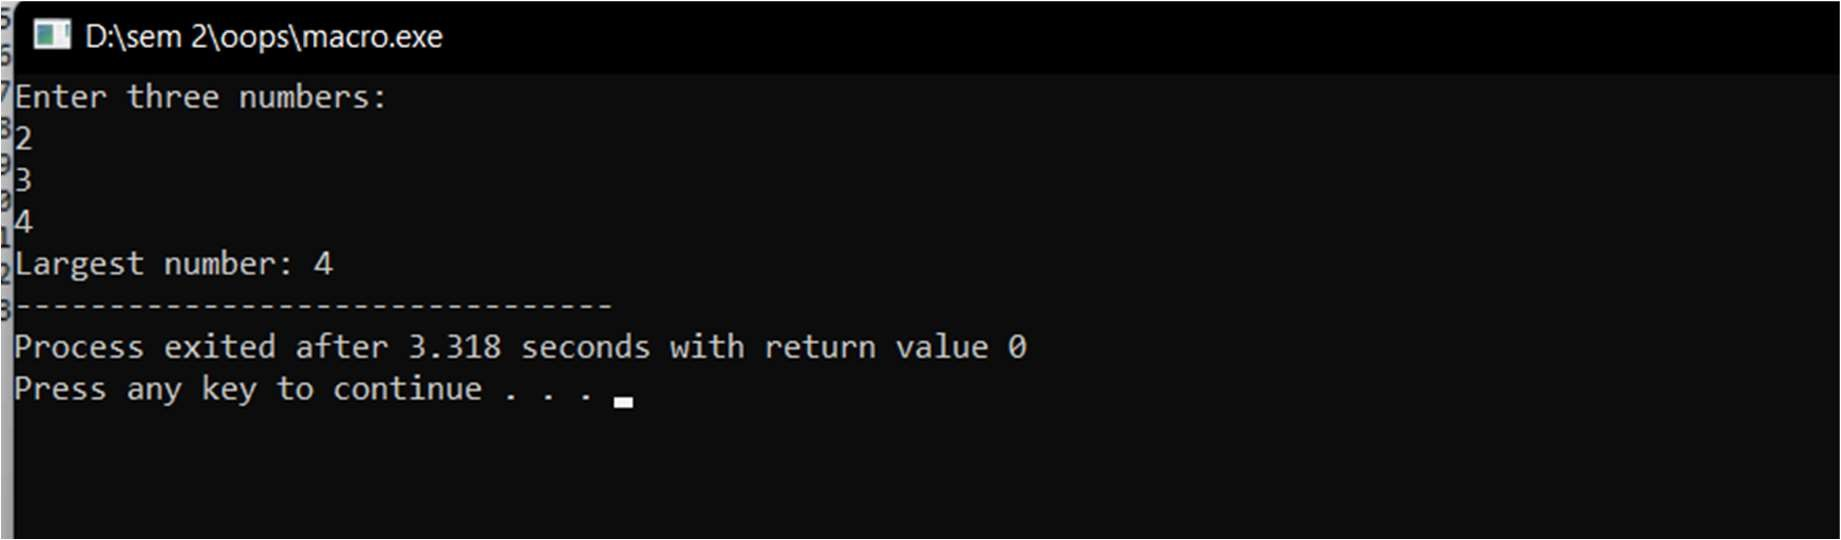 D:\sem 2\oops\macro.exe
Enter three numbers:
2
3
4
Largest number: 4
--------------------------------
Process exited after 3.318 seconds with return value 0
Press any key to continue . . .